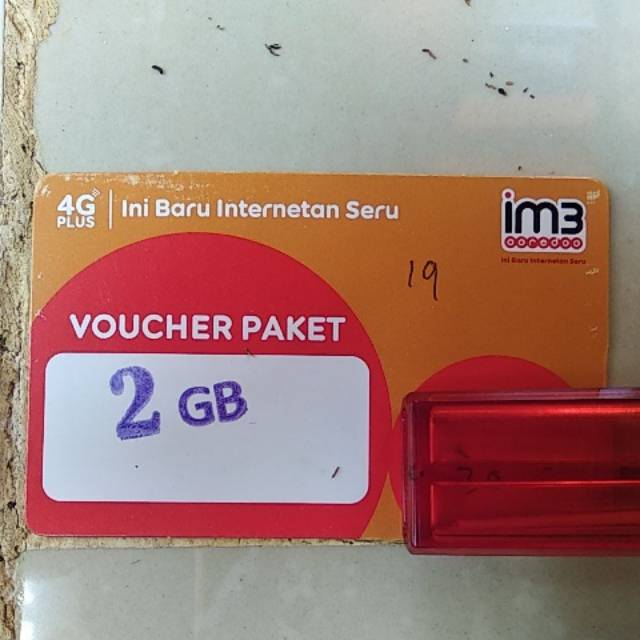 4G PLUS
Ini Baru Internetan Seru
im3
ooredoo
Ini Baru Internetan Seru
19
VOUCHER PAKET
2 GB